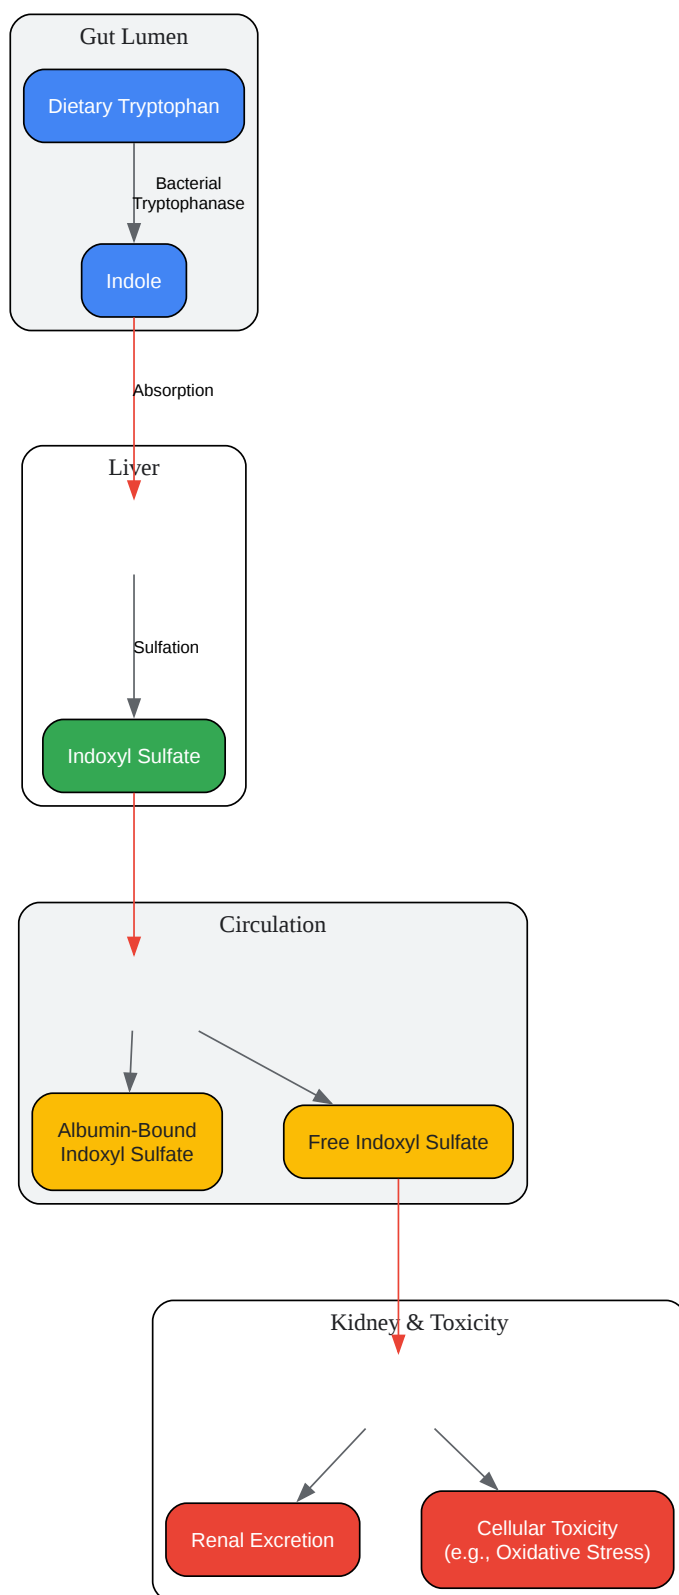 Gut Lumen
Dietary Tryptophan
Bacterial
Tryptophanase
Indole
Absorption
Liver
Sulfation
Indoxyl Sulfate
Circulation
Albumin-Bound
Indoxyl Sulfate
Free Indoxyl Sulfate
Kidney & Toxicity
Renal Excretion
Cellular Toxicity
(e.g., Oxidative Stress)